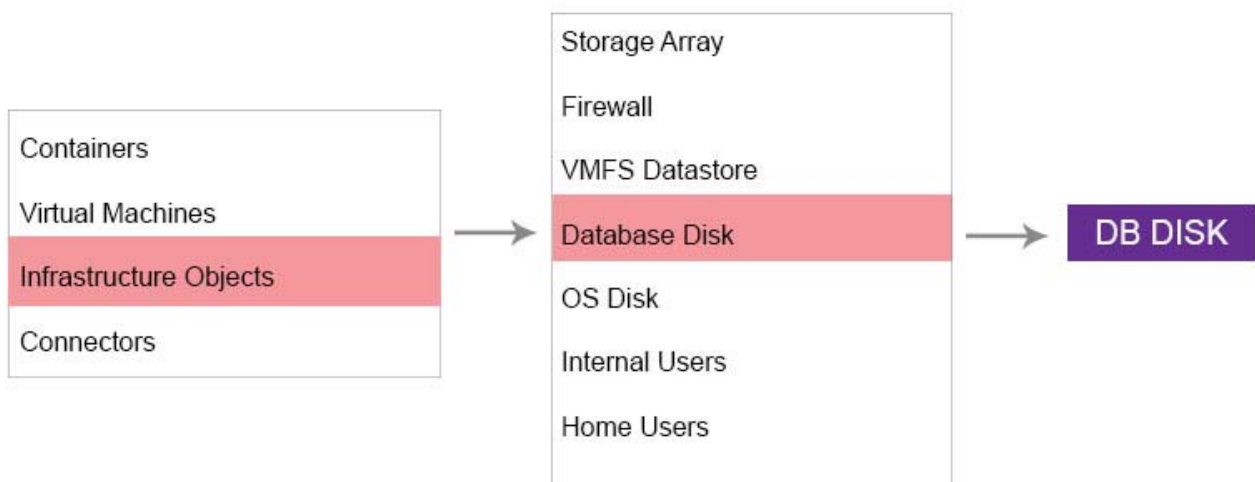 Containers
Virtual Machines
Infrastructure Objects
Connectors
Storage Array
Firewall
VMFS Datastore
Database Disk
OS Disk
Internal Users
Home Users
DB DISK